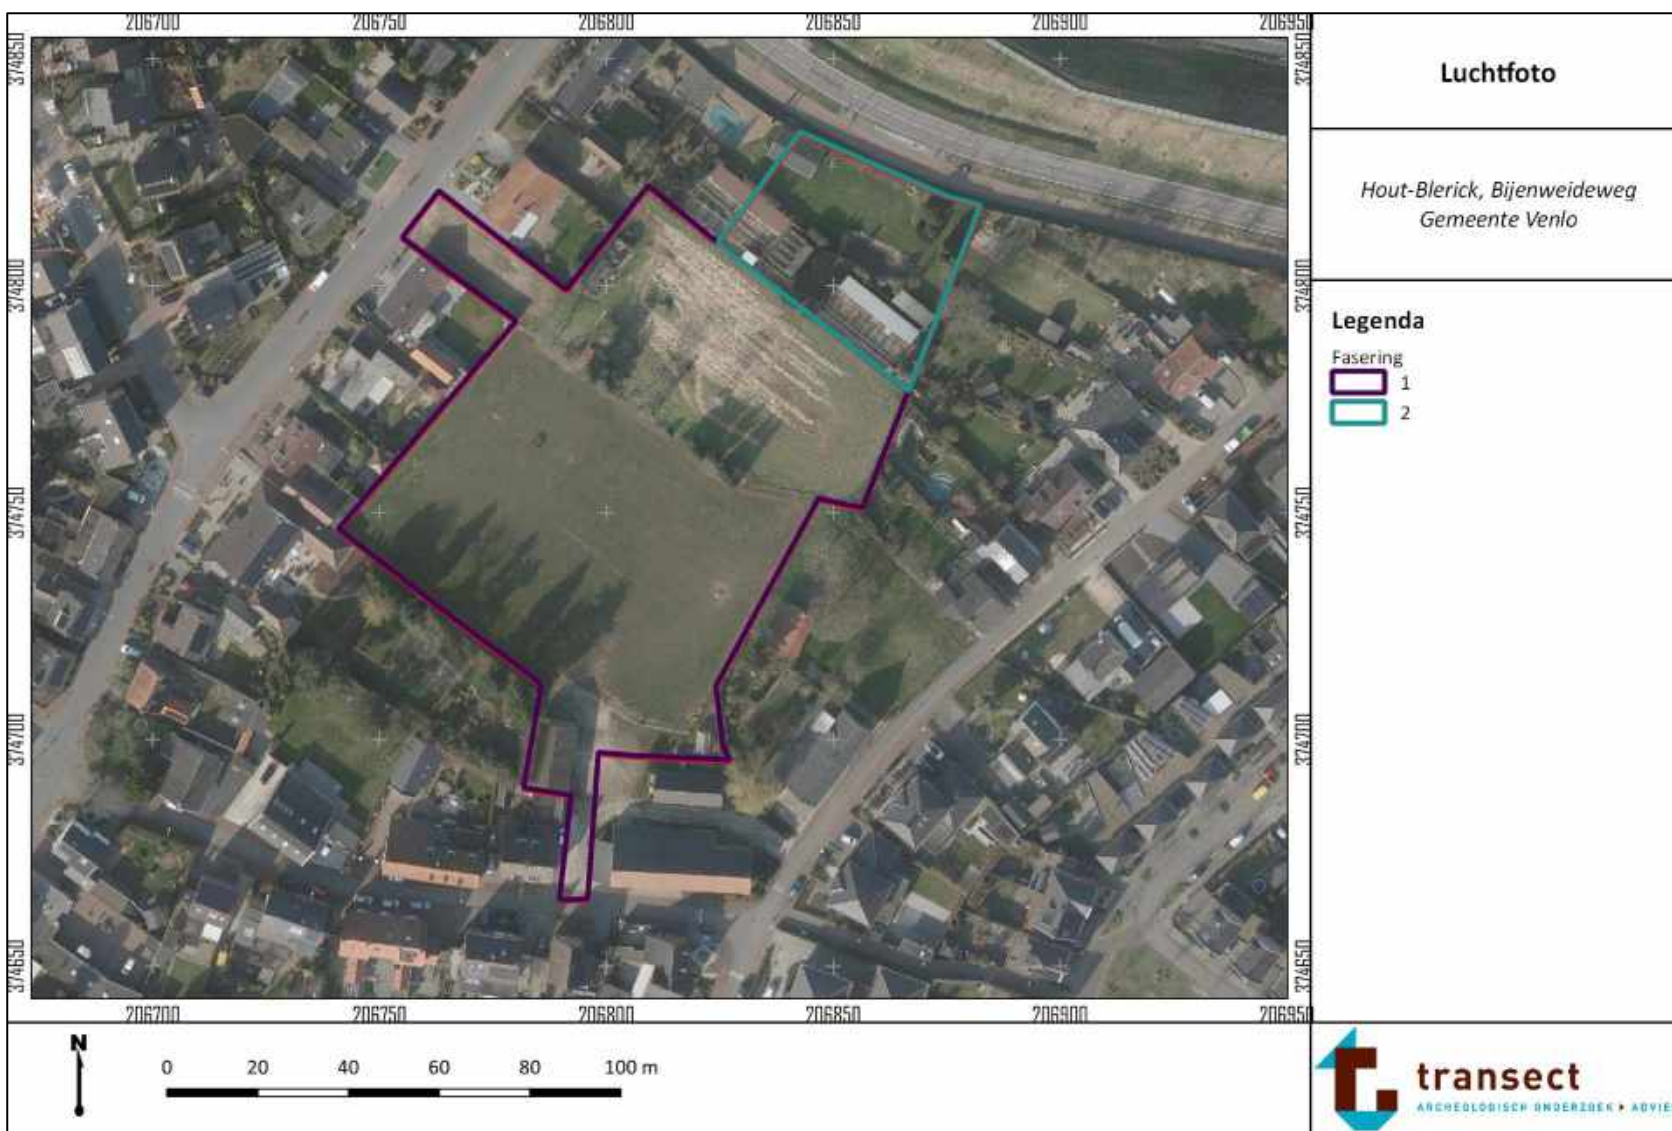 206700 206750 206800 206850 206900 206950
374850 374850
374800 374800
374750 374750
374700 374700
374650 374650
206700 206750 206800 206850 206900 206950
Luchtfoto
Hout-Blerick, Bijenweideweg
Gemeente Venlo
Legenda
Fasering
1
2
N
0 20 40 60 80 100 m
transect
ARCHEOLOGISCH ONDERZOEK ▸ ADVIES